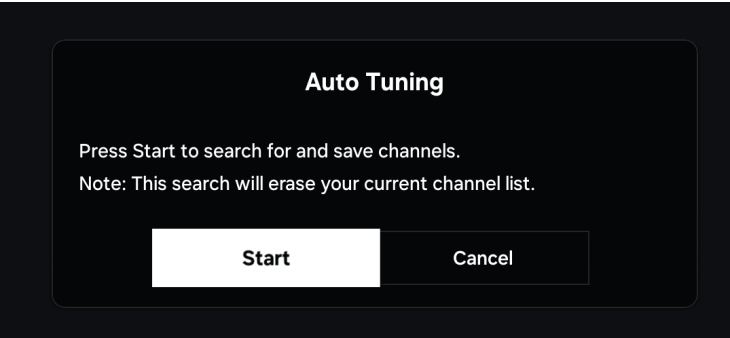 Auto Tuning
Press Start to search for and save channels.
Note: This search will erase your current channel list.
Start
Cancel